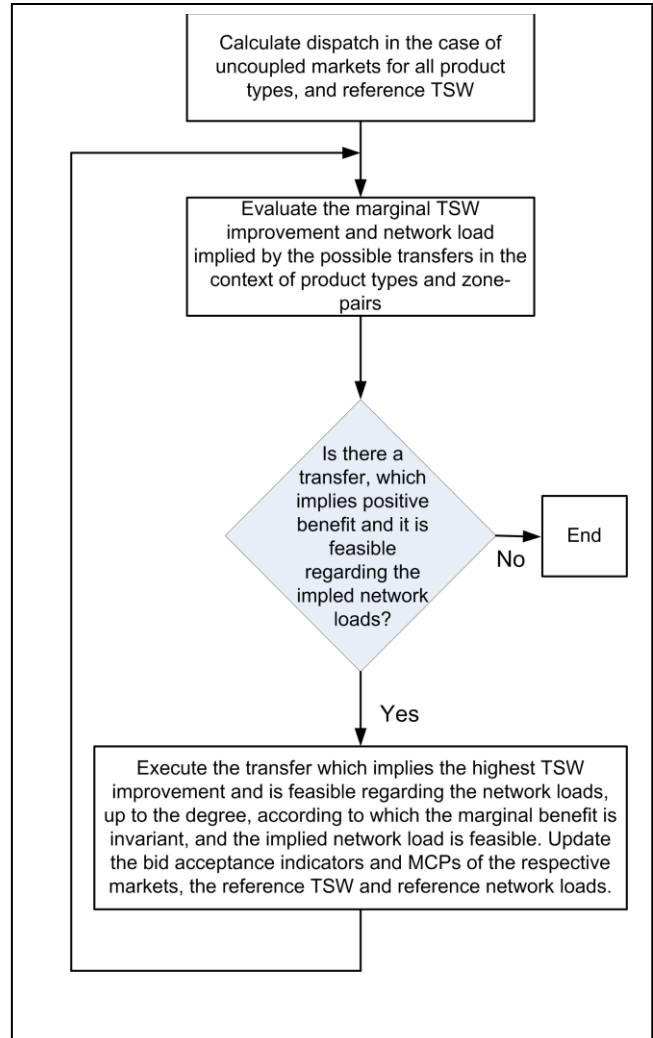 Calculate dispatch in the case of
uncoupled markets for all product
types, and reference TSW
Evaluate the marginal TSW
improvement and network load
implied by the possible transfers in the
context of product types and zone-
pairs
Is there a
transfer, which
implies positive
benefit and it is
feasible
regarding the
impled network
loads?
No
End
Yes
Execute the transfer which implies the highest TSW
improvement and is feasible regarding the network loads,
up to the degree, according to which the marginal benefit is
invariant, and the implied network load is feasible. Update
the bid acceptance indicators and MCPs of the respective
markets, the reference TSW and reference network loads.